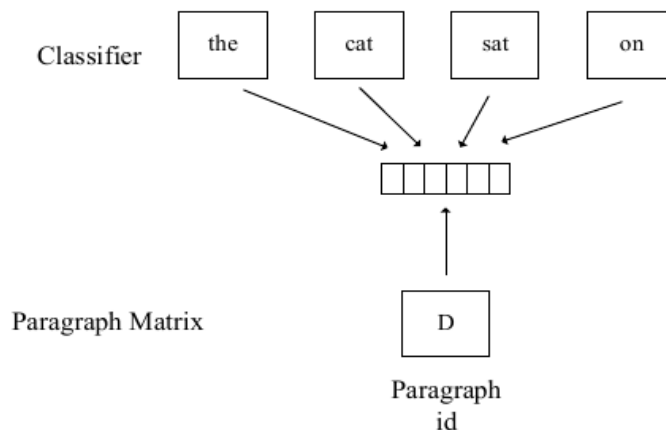 Classifier
the
cat
sat
on
Paragraph Matrix
D
Paragraph
id